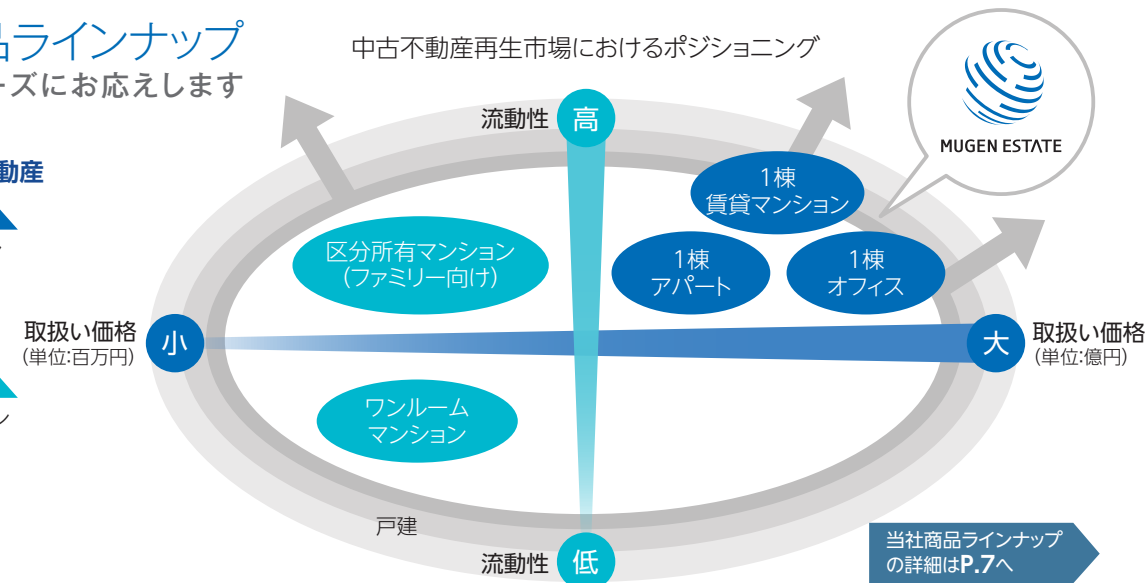 品ラインナップ
ーズにお応えします
動産
中古不動産再生市場におけるポジショニング
流動性 高
MUGEN ESTATE
1棟
賃貸マンション
区分所有マンション
(ファミリー向け)
1棟
アパート
1棟
オフィス
取扱い価格
(単位:百万円)
小
大
取扱い価格
(単位:億円)
ン
ワンルーム
マンション
戸建
流動性 低
当社商品ラインナップ
の詳細はP.7へ